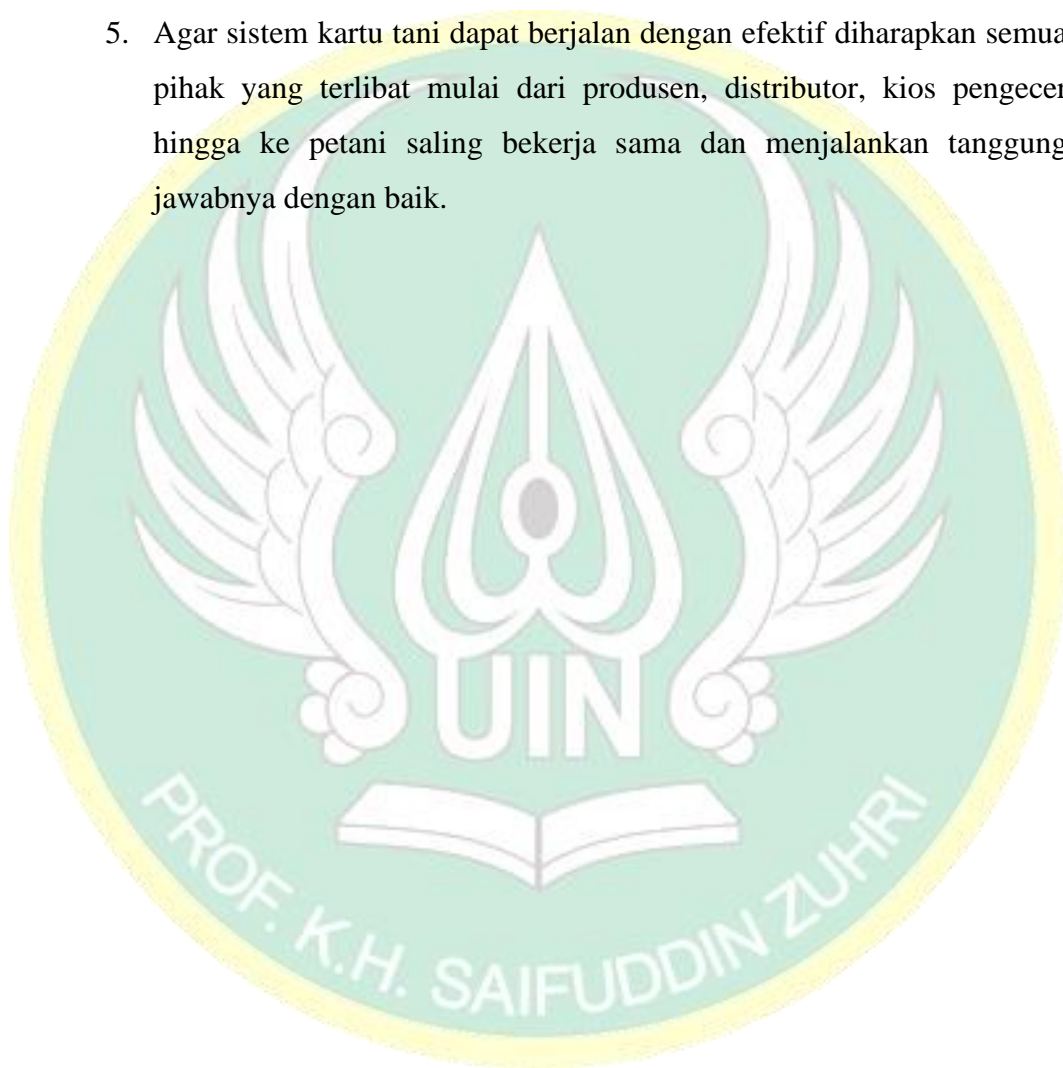 5. Agar sistem kartu tani dapat berjalan dengan efektif diharapkan semua
pihak yang terlibat mulai dari produsen, distributor, kios pengecer
hingga ke petani saling bekerja sama dan menjalankan tanggung
jawabnya dengan baik.
UIN
PROF. K.H. SAIFUDDIN ZUHRI